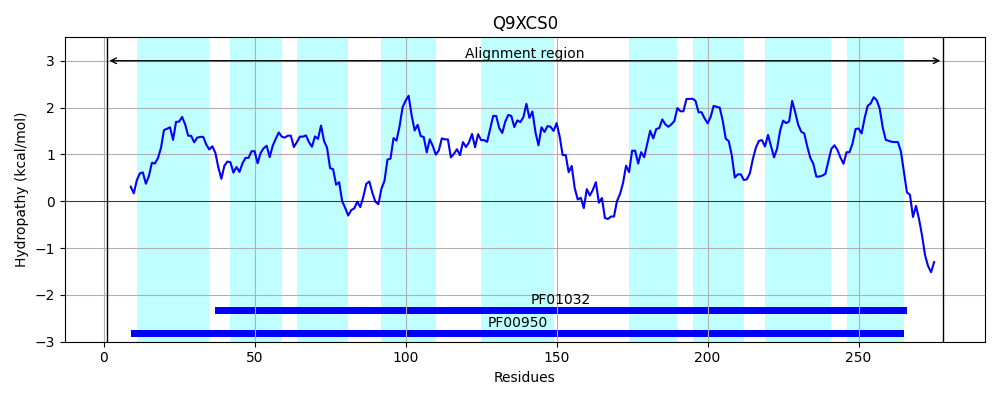 Q9XCS0
Alignment region
Hydropathy (kcal/mol)
3
2
1
0
−1
−2
−3
PF01032
PF00950
0 50 100 150 200 250
Residues